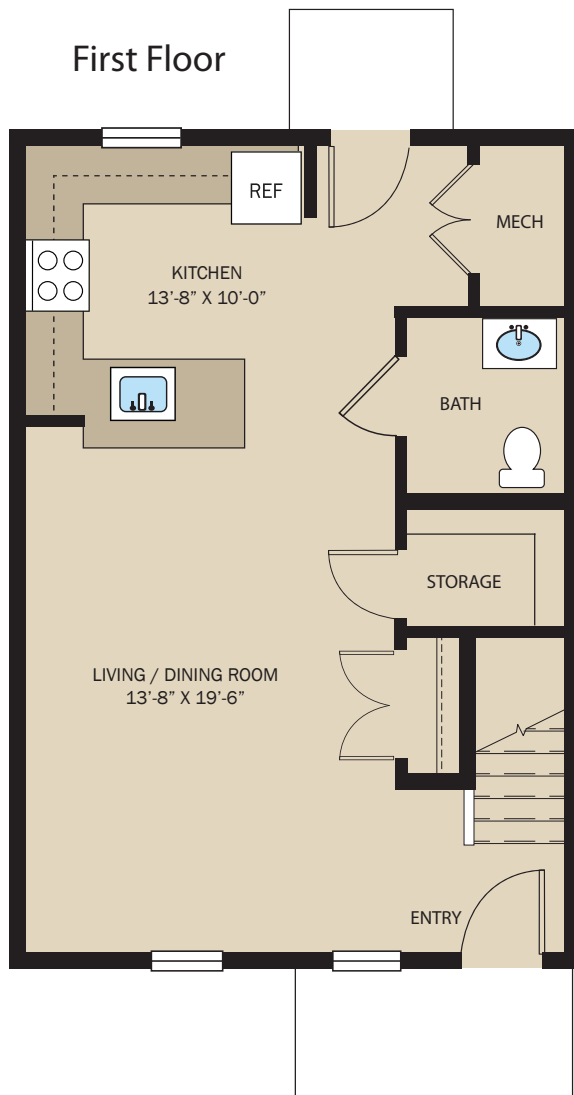 First Floor
REF
MECH
KITCHEN
13’-8” X 10’-0”
BATH
STORAGE
LIVING / DINING ROOM
13’-8” X 19’-6”
ENTRY